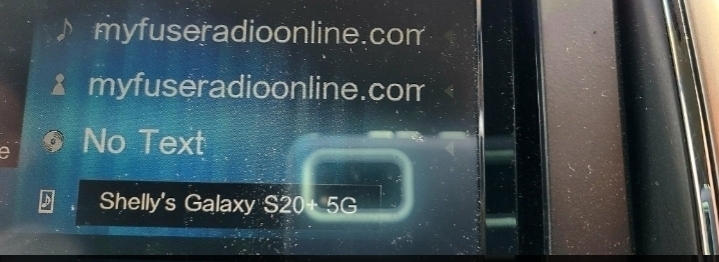 myfuseradioonline.com
myfuseradioonline.com
No Text
e
Shelly's Galaxy S20+ 5G